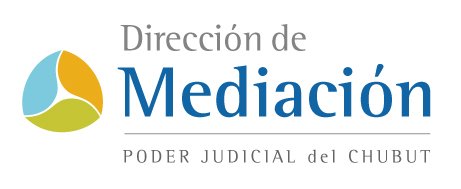 Dirección de
Mediación
PODER JUDICIAL del CHUBUT